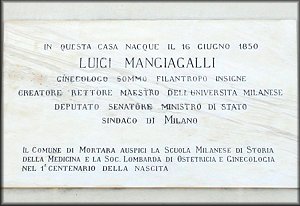 IN QUESTA CASA NACQUE IL 16 GIUGNO 1850
LUIGI MANGIAGALLI
GINECOLOGO SOMMO FILANTROPO INSIGNE
CREATORE RETTORE MAESTRO DELL'UNIVERSITÀ MILANESE
DEPUTATO SENATORE MINISTRO DI STATO
SINDACO DI MILANO
IL COMUNE DI MORTARA AUSPICI LA SCUOLA MILANESE DI STORIA
DELLA MEDICINA E LA SOC. LOMBARDA DI OSTETRICIA E GINECOLOGIA
NEL 1° CENTENARIO DELLA NASCITA